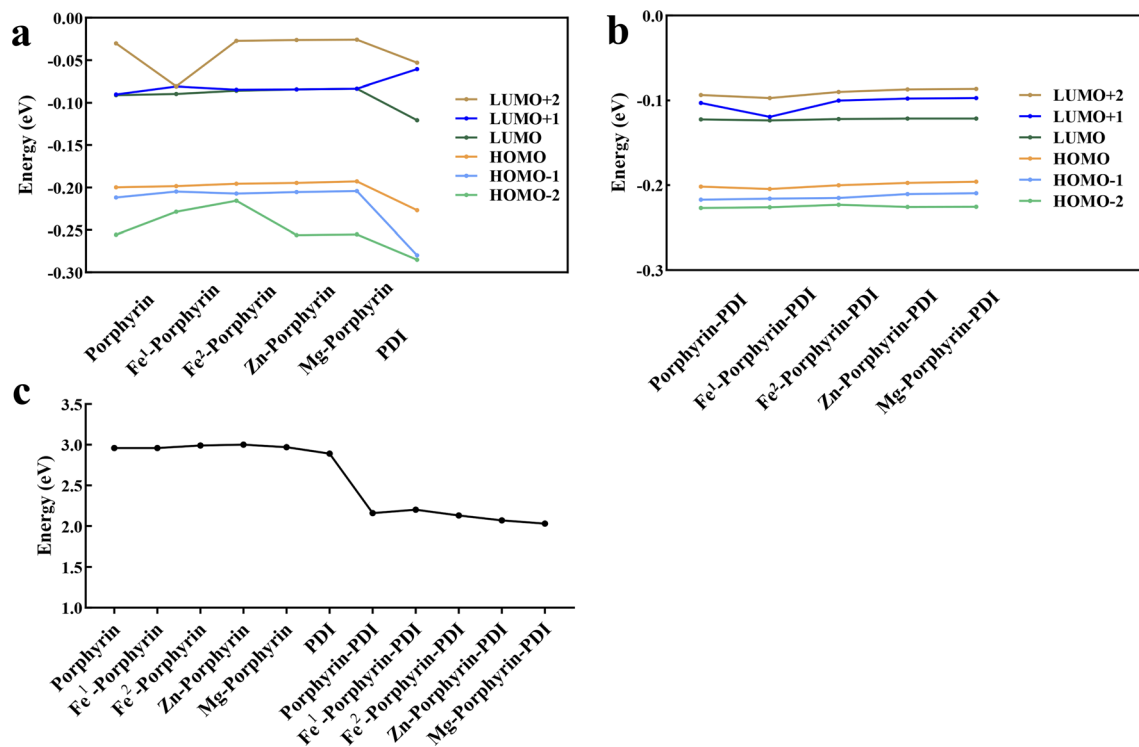 a
Energy (eV)
0.00
-0.05
-0.10
-0.15
-0.20
-0.25
-0.30
LUMO+2
LUMO+1
LUMO
HOMO
HOMO-1
HOMO-2
Porphyrin
Fe¹-Porphyrin
Fe²-Porphyrin
Zn-Porphyrin
Mg-Porphyrin
PDI
b
Energy (eV)
-0.0
-0.1
-0.2
-0.3
LUMO+2
LUMO+1
LUMO
HOMO
HOMO-1
HOMO-2
Porphyrin-PDI
Fe¹-Porphyrin-PDI
Fe²-Porphyrin-PDI
Zn-Porphyrin-PDI
Mg-Porphyrin-PDI
c
Energy (eV)
3.5
3.0
2.5
2.0
1.5
1.0
Porphyrin
Fe¹-Porphyrin
Fe²-Porphyrin
Zn-Porphyrin
Mg-Porphyrin
PDI
Porphyrin-PDI
Fe¹-Porphyrin-PDI
Fe²-Porphyrin-PDI
Zn-Porphyrin-PDI
Mg-Porphyrin-PDI